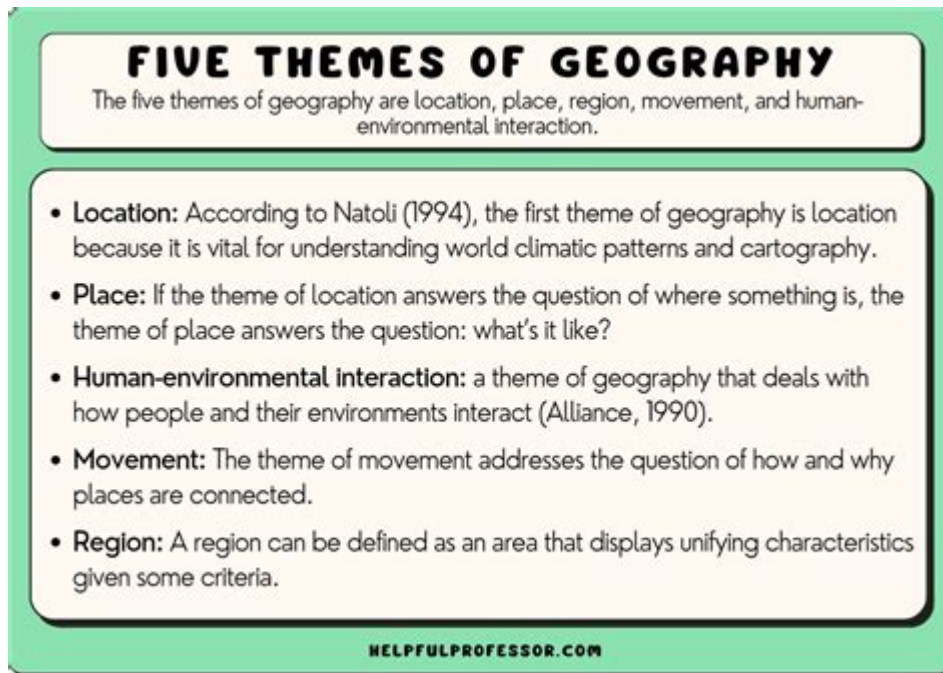 FIVE THEMES OF GEOGRAPHY
The five themes of geography are location, place, region, movement, and human-
environmental interaction.
• Location: According to Natoli (1994), the first theme of geography is location
because it is vital for understanding world climatic patterns and cartography.
• Place: If the theme of location answers the question of where something is, the
theme of place answers the question: what's it like?
• Human-environmental interaction: a theme of geography that deals with
how people and their environments interact (Alliance, 1990).
• Movement: The theme of movement addresses the question of how and why
places are connected.
• Region: A region can be defined as an area that displays unifying characteristics
given some criteria.
HELPFULPROFESSOR.COM